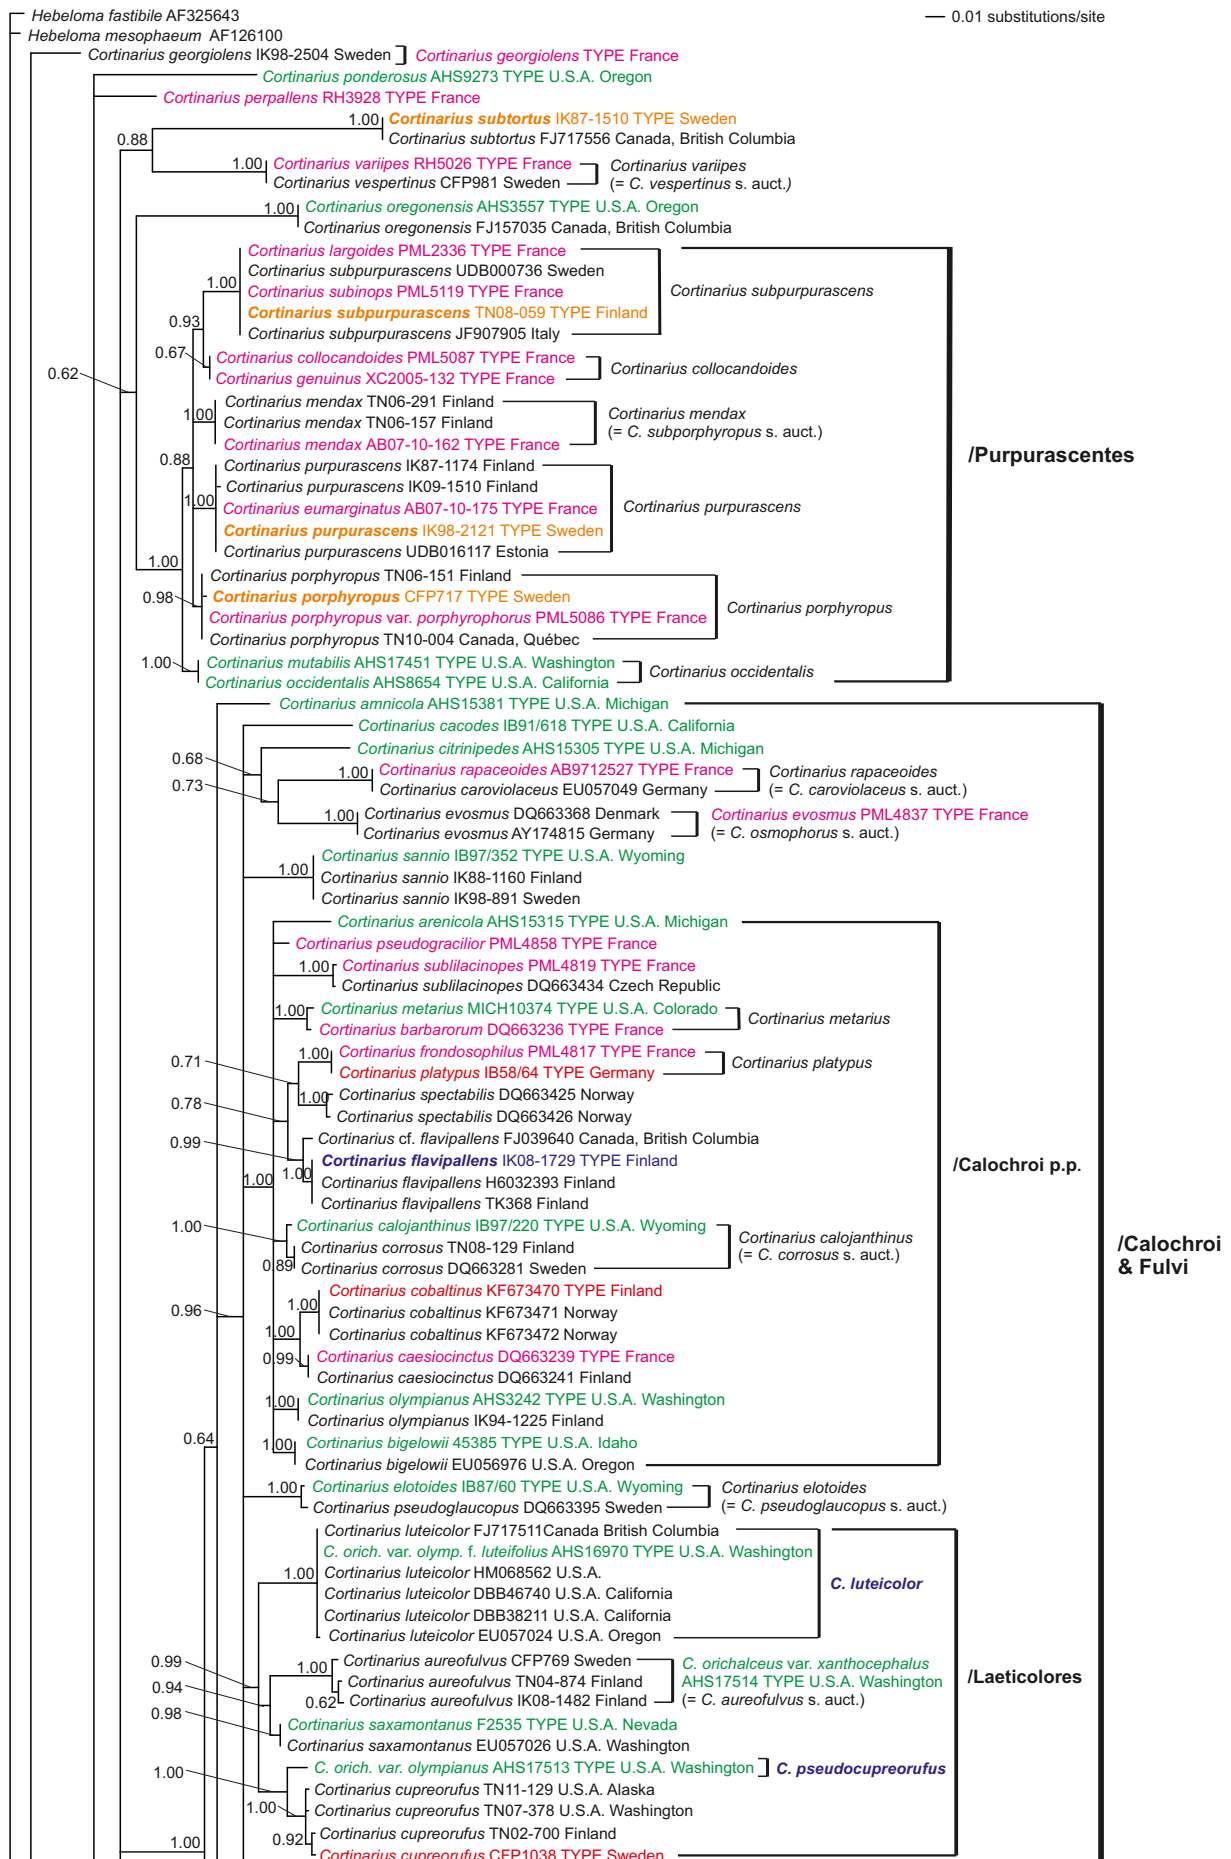 Hebeloma fastibile AF325643
0.01 substitutions/site
Hebeloma mesophaeum AF126100
Cortinarius georgiolens IK98-2504 Sweden
Cortinarius georgiolens TYPE France
Cortinarius ponderosus AHS9273 TYPE U.S.A. Oregon
Cortinarius perpallens RH3928 TYPE France
1.00
Cortinarius subtortus IK87-1510 TYPE Sweden
0.88
Cortinarius subtortus FJ717556 Canada, British Columbia
1.00
Cortinarius variipes RH5026 TYPE France
Cortinarius variipes
Cortinarius vespertinus CFP981 Sweden
(= C. vespertinus s. auct.)
1.00
Cortinarius oregonensis AHS3557 TYPE U.S.A. Oregon
Cortinarius oregonensis FJ157035 Canada, British Columbia
Cortinarius largoides PML2336 TYPE France
Cortinarius subpurpurascens UDB000736 Sweden
1.00
Cortinarius subinops PML5119 TYPE France
Cortinarius subpurpurascens
Cortinarius subpurpurascens TN08-059 TYPE Finland
0.93
Cortinarius subpurpurascens JF907905 Italy
0.67
Cortinarius collocandoides PML5087 TYPE France
Cortinarius collocandoides
0.62
Cortinarius genuinus XC2005-132 TYPE France
Cortinarius mendax TN06-291 Finland
1.00
Cortinarius mendax TN06-157 Finland
Cortinarius mendax
(= C. subporphyropus s. auct.)
Cortinarius mendax AB07-10-162 TYPE France
0.88
/Purpurascentes
Cortinarius purpurascens IK87-1174 Finland
Cortinarius purpurascens IK09-1510 Finland
1.00
Cortinarius eumarginatus AB07-10-175 TYPE France
Cortinarius purpurascens
Cortinarius purpurascens IK98-2121 TYPE Sweden
Cortinarius purpurascens UDB016117 Estonia
1.00
Cortinarius porphyropus TN06-151 Finland
0.98
Cortinarius porphyropus CFP717 TYPE Sweden
Cortinarius porphyropus
Cortinarius porphyropus var. porphyrophorus PML5086 TYPE France
Cortinarius porphyropus TN10-004 Canada, Québec
1.00
Cortinarius mutabilis AHS17451 TYPE U.S.A. Washington
Cortinarius occidentalis
Cortinarius occidentalis AHS8654 TYPE U.S.A. California
Cortinarius amnicola AHS15381 TYPE U.S.A. Michigan
Cortinarius cacodes IB91/618 TYPE U.S.A. California
0.68
Cortinarius citrinipedes AHS15305 TYPE U.S.A. Michigan
0.73
1.00
Cortinarius rapaceoides AB9712527 TYPE France
Cortinarius rapaceoides
Cortinarius caroviolaceus EU057049 Germany
(= C. caroviolaceus s. auct.)
1.00
Cortinarius evosmus DQ663368 Denmark
Cortinarius evosmus PML4837 TYPE France
Cortinarius evosmus AY174815 Germany
(= C. osmophorus s. auct.)
Cortinarius sannio IB97/352 TYPE U.S.A. Wyoming
1.00
Cortinarius sannio IK88-1160 Finland
Cortinarius sannio IK98-891 Sweden
Cortinarius arenicola AHS15315 TYPE U.S.A. Michigan
Cortinarius pseudogracilior PML4858 TYPE France
1.00
Cortinarius sublilacinopes PML4819 TYPE France
Cortinarius sublilacinopes DQ663434 Czech Republic
1.00
Cortinarius metarius MICH10374 TYPE U.S.A. Colorado
Cortinarius metarius
Cortinarius barbarorum DQ663236 TYPE France
0.71
1.00
Cortinarius frondosophilus PML4817 TYPE France
Cortinarius platypus
Cortinarius platypus IB58/64 TYPE Germany
0.78
1.00
Cortinarius spectabilis DQ663425 Norway
Cortinarius spectabilis DQ663426 Norway
0.99
Cortinarius cf. flavipallens FJ039640 Canada, British Columbia
Cortinarius flavipallens IK08-1729 TYPE Finland
/Calochroi p.p.
1.00
1.00
Cortinarius flavipallens H6032393 Finland
Cortinarius flavipallens TK368 Finland
1.00
Cortinarius calojanthinus IB97/220 TYPE U.S.A. Wyoming
Cortinarius calojanthinus
(= C. corrosus s. auct.)
Cortinarius corrosus TN08-129 Finland
/Calochroi
& Fulvi
0.89
Cortinarius corrosus DQ663281 Sweden
Cortinarius cobaltinus KF673470 TYPE Finland
0.96
1.00
Cortinarius cobaltinus KF673471 Norway
1.00
Cortinarius cobaltinus KF673472 Norway
0.99
Cortinarius caesiocinctus DQ663239 TYPE France
Cortinarius caesiocinctus DQ663241 Finland
1.00
Cortinarius olympianus AHS3242 TYPE U.S.A. Washington
Cortinarius olympianus IK94-1225 Finland
0.64
1.00
Cortinarius bigelowii 45385 TYPE U.S.A. Idaho
Cortinarius bigelowii EU056976 U.S.A. Oregon
1.00
Cortinarius elotoides IB87/60 TYPE U.S.A. Wyoming
Cortinarius elotoides
Cortinarius pseudoglaucopus DQ663395 Sweden
(= C. pseudoglaucopus s. auct.)
Cortinarius luteicolor FJ717511Canada British Columbia
C. orich. var. olymp. f. luteifolius AHS16970 TYPE U.S.A. Washington
1.00
Cortinarius luteicolor HM068562 U.S.A.
C. luteicolor
Cortinarius luteicolor DBB46740 U.S.A. California
Cortinarius luteicolor DBB38211 U.S.A. California
Cortinarius luteicolor EU057024 U.S.A. Oregon
0.99
1.00
Cortinarius aureofulvus CFP769 Sweden
C. orichalceus var. xanthocephalus
AHS17514 TYPE U.S.A. Washington
(= C. aureofulvus s. auct.)
/Laeticolores
0.94
Cortinarius aureofulvus TN04-874 Finland
0.62
Cortinarius aureofulvus IK08-1482 Finland
0.98
Cortinarius saxamontanus F2535 TYPE U.S.A. Nevada
Cortinarius saxamontanus EU057026 U.S.A. Washington
1.00
C. orich. var. olympianus AHS17513 TYPE U.S.A. Washington
C. pseudocupreorufus
Cortinarius cupreorufus TN11-129 U.S.A. Alaska
1.00
Cortinarius cupreorufus TN07-378 U.S.A. Washington
1.00
0.92
Cortinarius cupreorufus TN02-700 Finland
Cortinarius cupreorufus CFP1038 TYPE Sweden